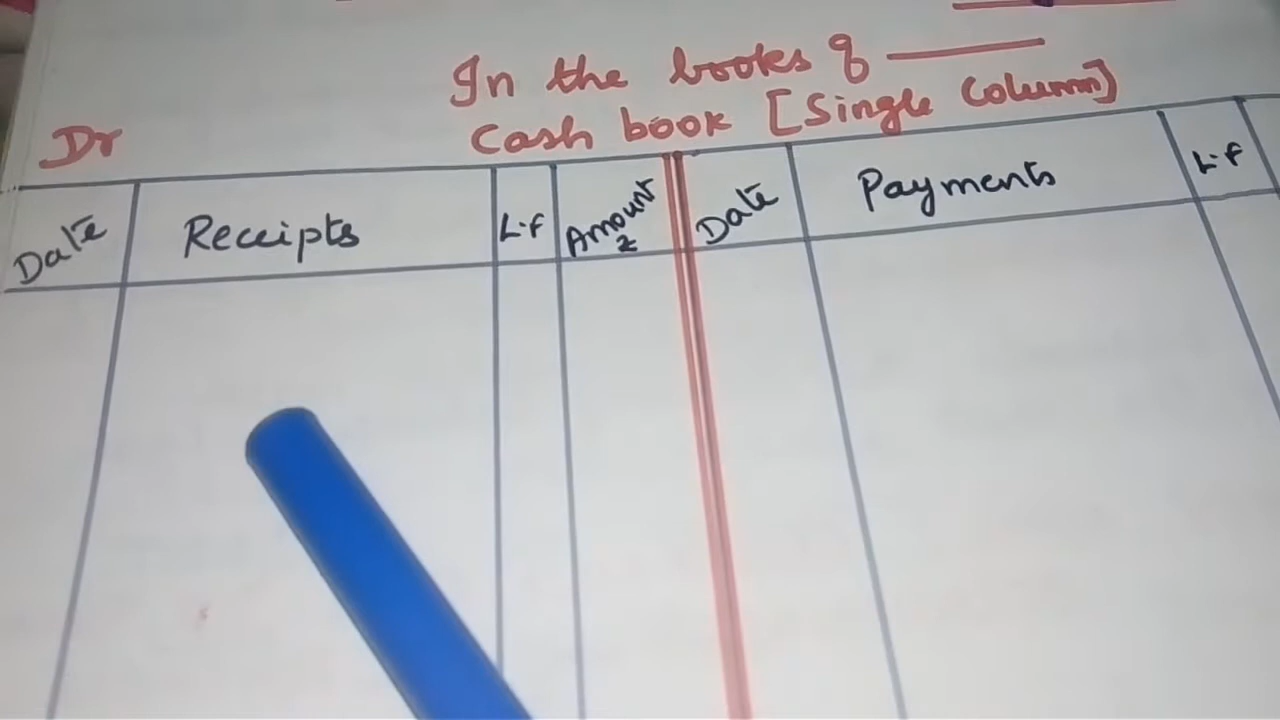 In the books of
Cash book [Single Column]
Dr
Date Receipts L.f Amount ₹ Date Payments L.f